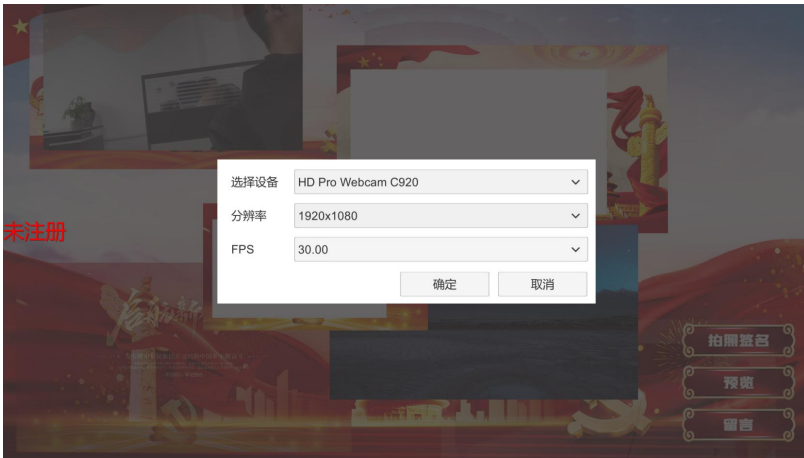 选择设备 HD Pro Webcam C920
分辨率 1920x1080
FPS 30.00
确定 取消
未注册
拍照签名
预览
留言